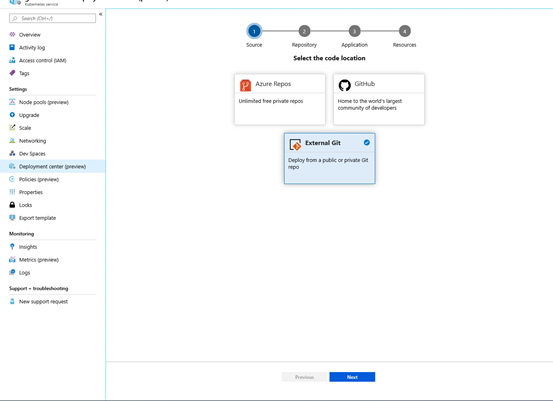 Kubernetes service
Search (Ctrl+/)
«
Overview
Activity log
Access control (IAM)
Tags
Settings
Node pools (preview)
Upgrade
Scale
Networking
Dev Spaces
Deployment center (preview)
Policies (preview)
Properties
Locks
Export template
Monitoring
Insights
Metrics (preview)
Logs
Support + troubleshooting
New support request
1 2 3 4
Source Repository Application Resources
Select the code location
Azure Repos
Unlimited free private repos
GitHub
Home to the world's largest
community of developers
External Git
Deploy from a public or private Git
repo
Previous Next